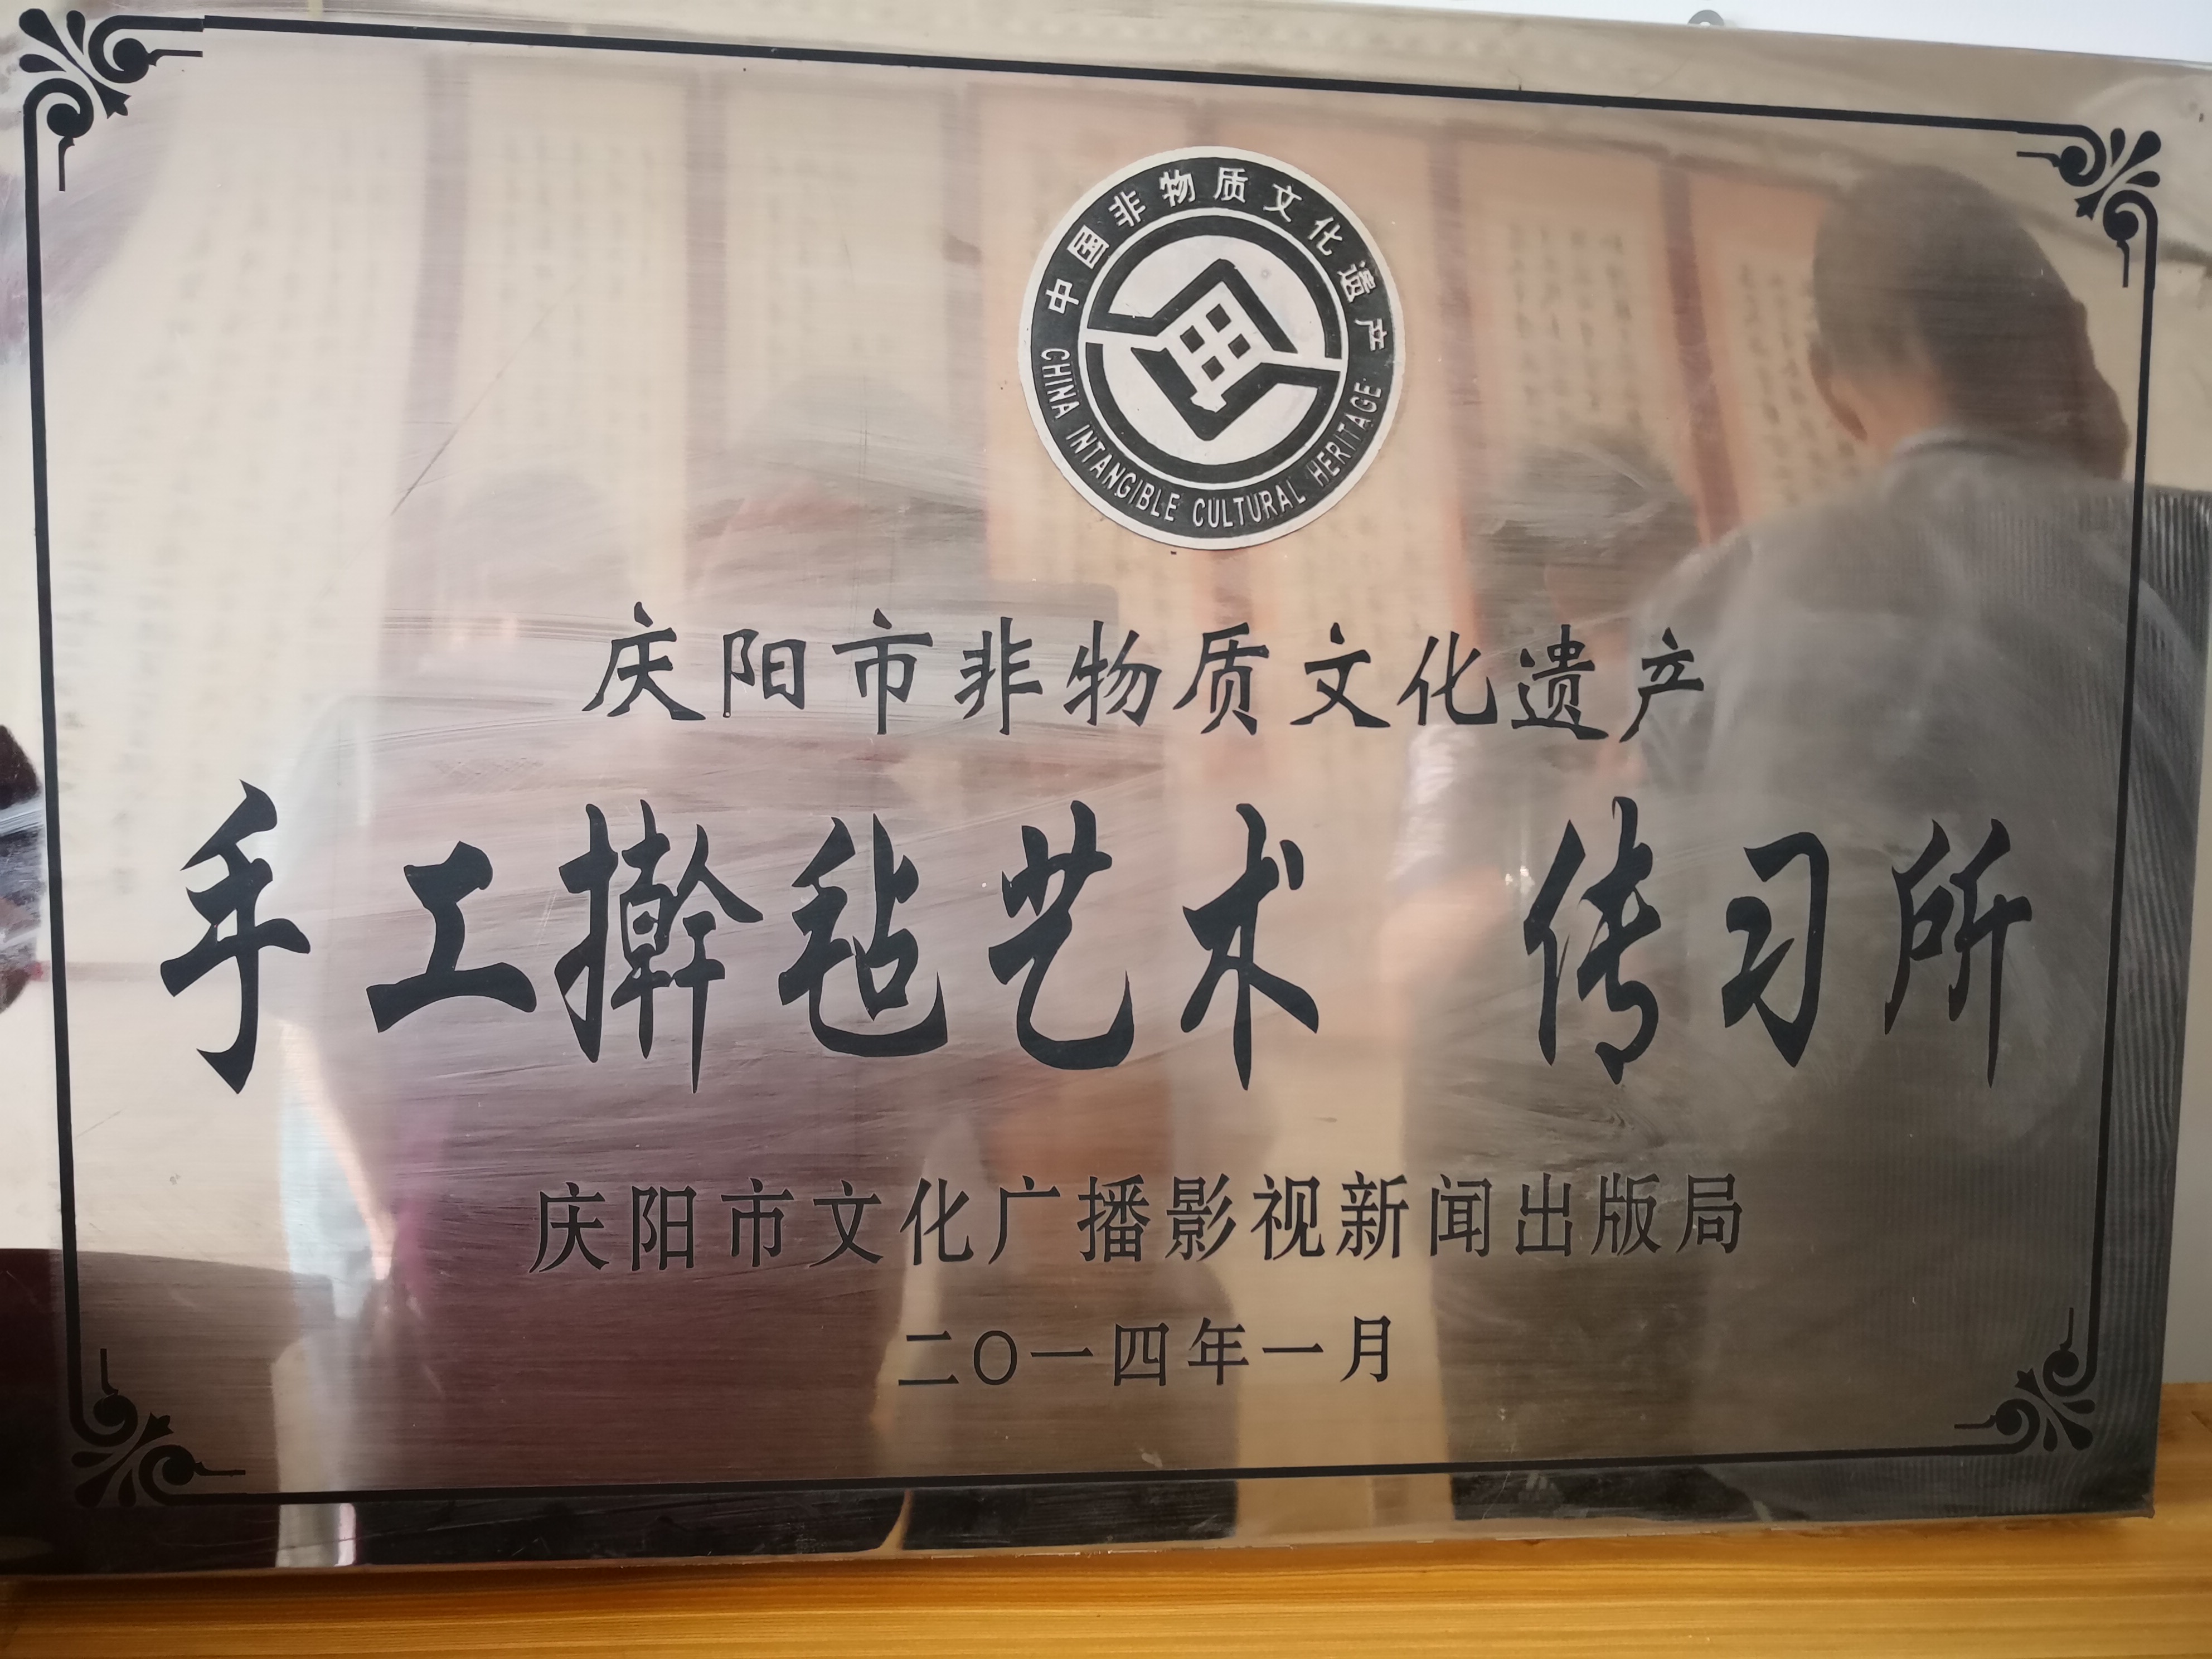 中国非物质文化遗产
CHINA INTANGIBLE CULTURAL HERITAGE
庆阳市非物质文化遗产
手工擀毡艺术 传习所
庆阳市文化广播影视新闻出版局
二〇一四年一月